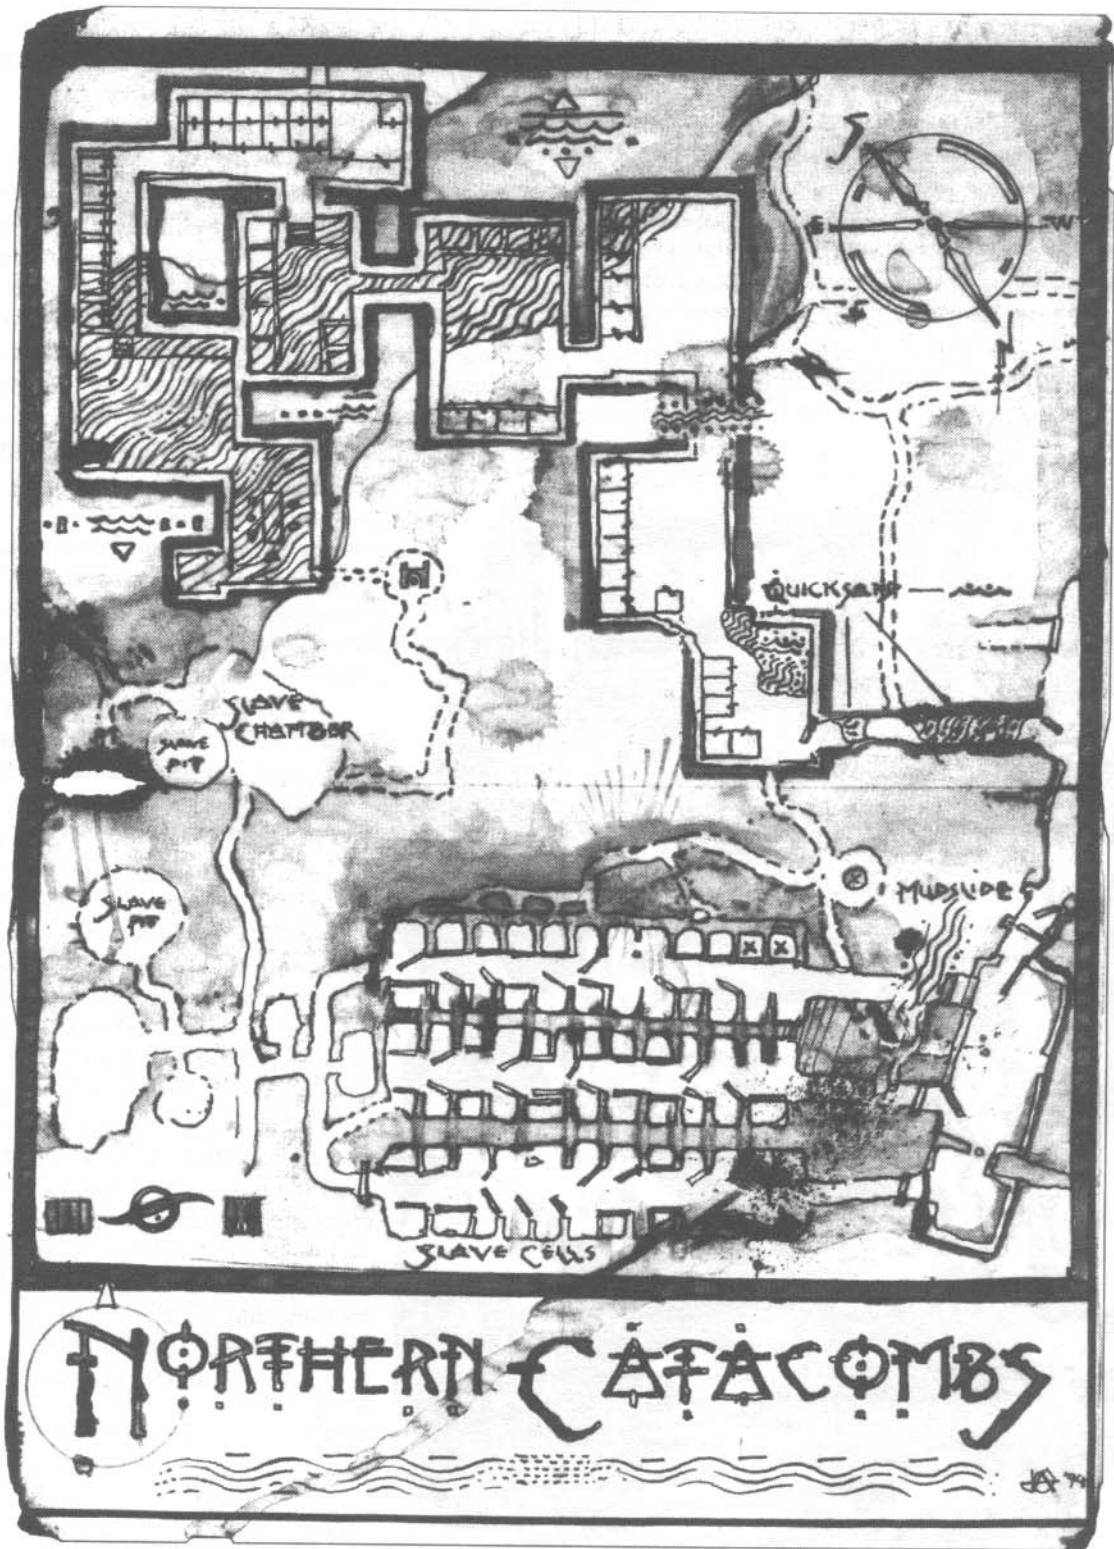 S
E
W
N
QUICKSAND
SLAVE
CHAMBER
SLAVE
PIT
SLAVE
PIT
MUDSLIDE
SLAVE CELLS
NORTHERN CATACOMBS